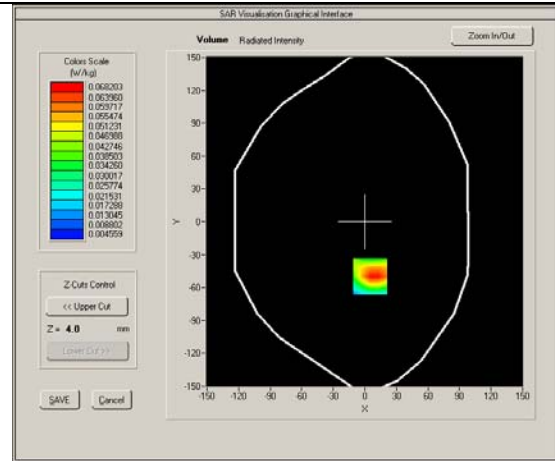 SAR Visualisation Graphical Interface
Volume Radiated Intensity
Zoom In/Out
Colors Scale
(W/kg)
0.068203
0.063960
0.059717
0.055474
0.051231
0.046988
0.042746
0.038503
0.034260
0.030017
0.025774
0.021531
0.017288
0.013045
0.008802
0.004559
150
120
90
60
30
0
-30
-60
-90
-120
-150
Y
-150 -120 -90 -60 -30 0 30 60 90 120 150
X
Z-Cuts Control
<< Upper Cut
Z = 4.0 mm
Lower Cut >>
SAVE Cancel